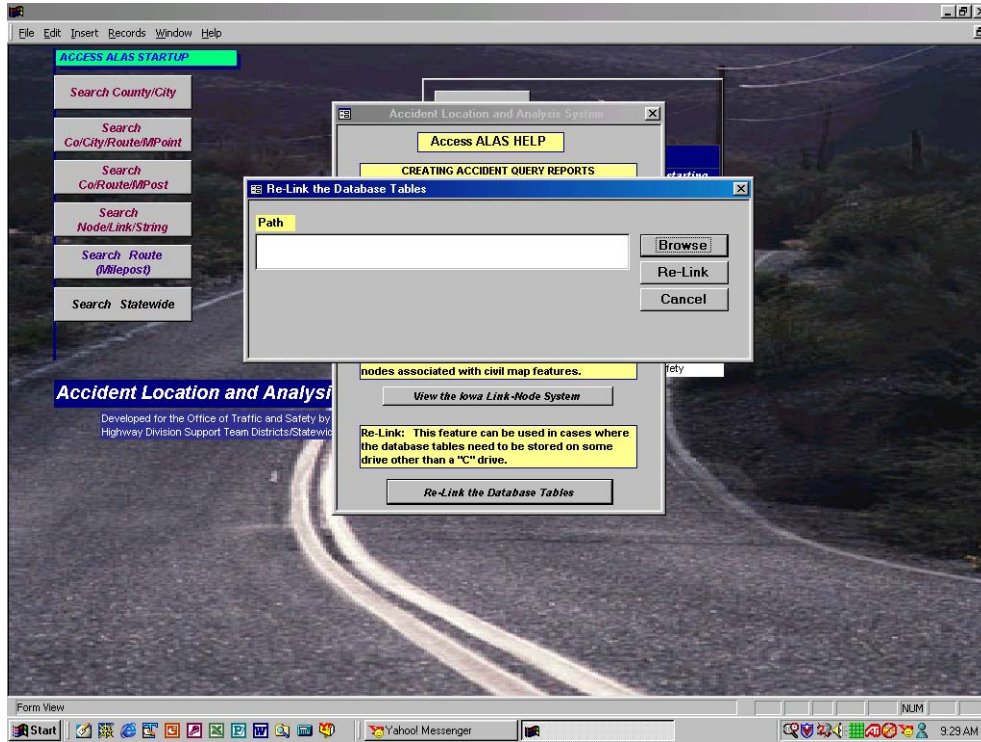 File Edit Insert Records Window Help
ACCESS ALAS STARTUP
Search County/City
Search
Co/City/Route/MPoint
Search
Co/Route/MPost
Search
Node/Link/String
Search Route
(Milepost)
Search Statewide
Accident Location and Analysis System
Access ALAS HELP
CREATING ACCIDENT QUERY REPORTS
starting
Re-Link the Database Tables
Path
Browse
Re-Link
Cancel
nodes associated with civil map features.
fety
View the Iowa Link-Node System
Accident Location and Analysi
Developed for the Office of Traffic and Safety by
Highway Division Support Team Districts/Statewid
Re-Link: This feature can be used in cases where
the database tables need to be stored on some
drive other than a "C" drive.
Re-Link the Database Tables
Form View
NUM
Start
Yahoo! Messenger
9:29 AM